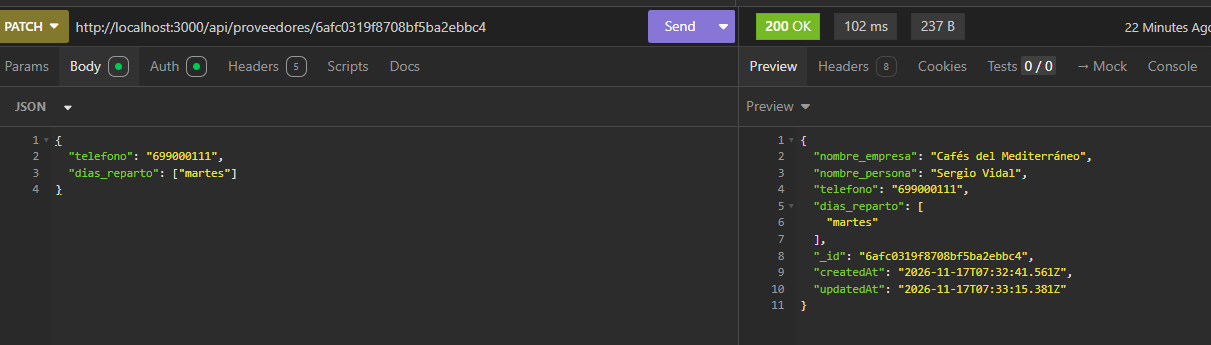 PATCH http://localhost:3000/api/proveedores/6afc0319f8708bf5ba2ebbc4 Send
Params Body Auth Headers 5 Scripts Docs
JSON
1 {
2 "telefono": "699000111",
3 "dias_reparto": ["martes"]
4 }
200 OK 102 ms 237 B 22 Minutes Ago
Preview Headers 8 Cookies Tests 0 / 0 → Mock Console
Preview
1 {
2 "nombre_empresa": "Cafés del Mediterráneo",
3 "nombre_persona": "Sergio Vidal",
4 "telefono": "699000111",
5 "dias_reparto": [
6 "martes"
7 ],
8 "_id": "6afc0319f8708bf5ba2ebbc4",
9 "createdAt": "2026-11-17T07:32:41.561Z",
10 "updatedAt": "2026-11-17T07:33:15.381Z"
11 }